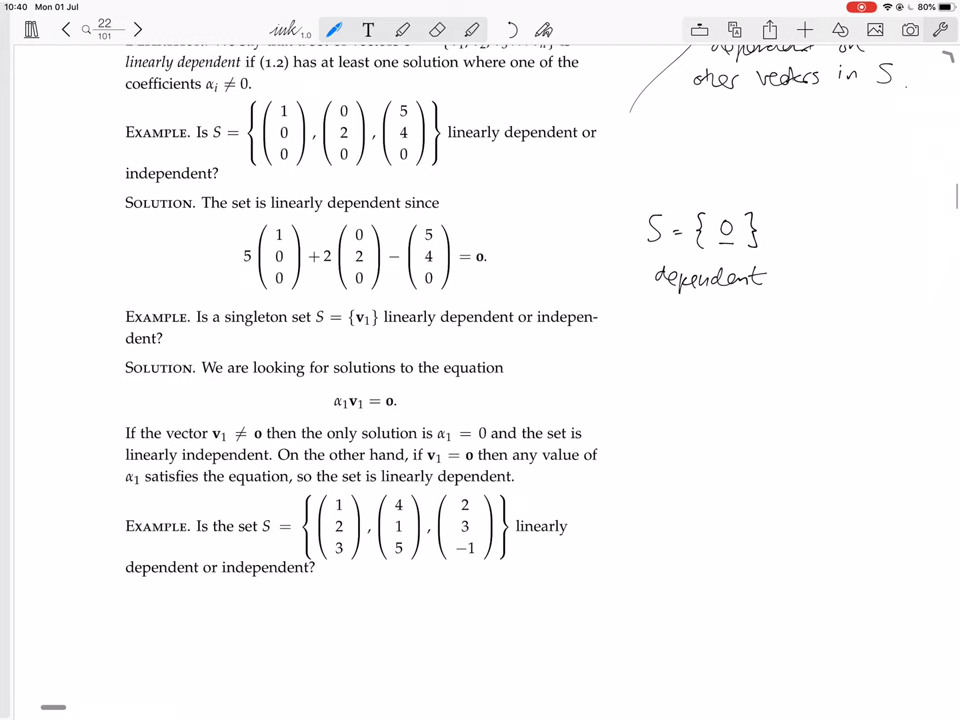 10:40 Mon 01 Jul
80%
22
101
ink 1.0
T
linearly dependent if (1.2) has at least one solution where one of the
coefficients αᵢ ≠ 0.
EXAMPLE. Is S = { ( 1 0 0 ), ( 0 2 0 ), ( 5 4 0 ) } linearly dependent or
independent?
SOLUTION. The set is linearly dependent since
5 ( 1 0 0 ) + 2 ( 0 2 0 ) − ( 5 4 0 ) = o.
EXAMPLE. Is a singleton set S = {v₁} linearly dependent or indepen-
dent?
SOLUTION. We are looking for solutions to the equation
α₁v₁ = o.
If the vector v₁ ≠ o then the only solution is α₁ = 0 and the set is
linearly independent. On the other hand, if v₁ = o then any value of
α₁ satisfies the equation, so the set is linearly dependent.
EXAMPLE. Is the set S = { ( 1 2 3 ), ( 4 1 5 ), ( 2 3 −1 ) } linearly
dependent or independent?
dependent on
other vectors in S.
S = { 0 }
dependent